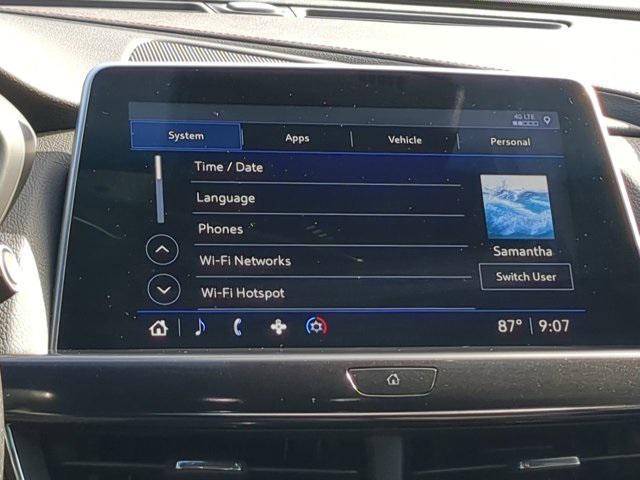 4G LTE
System Apps Vehicle Personal
Time / Date
Language
Phones
Wi-Fi Networks
Wi-Fi Hotspot
Samantha
Switch User
87° 9:07